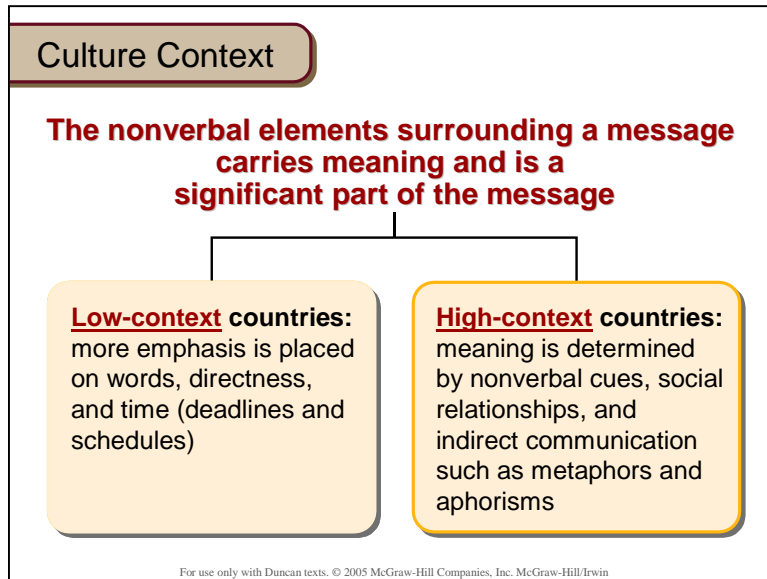 Culture Context
The nonverbal elements surrounding a message
carries meaning and is a
significant part of the message
Low-context countries:
more emphasis is placed
on words, directness,
and time (deadlines and
schedules)
High-context countries:
meaning is determined
by nonverbal cues, social
relationships, and
indirect communication
such as metaphors and
aphorisms
For use only with Duncan texts. © 2005 McGraw-Hill Companies, Inc. McGraw-Hill/Irwin